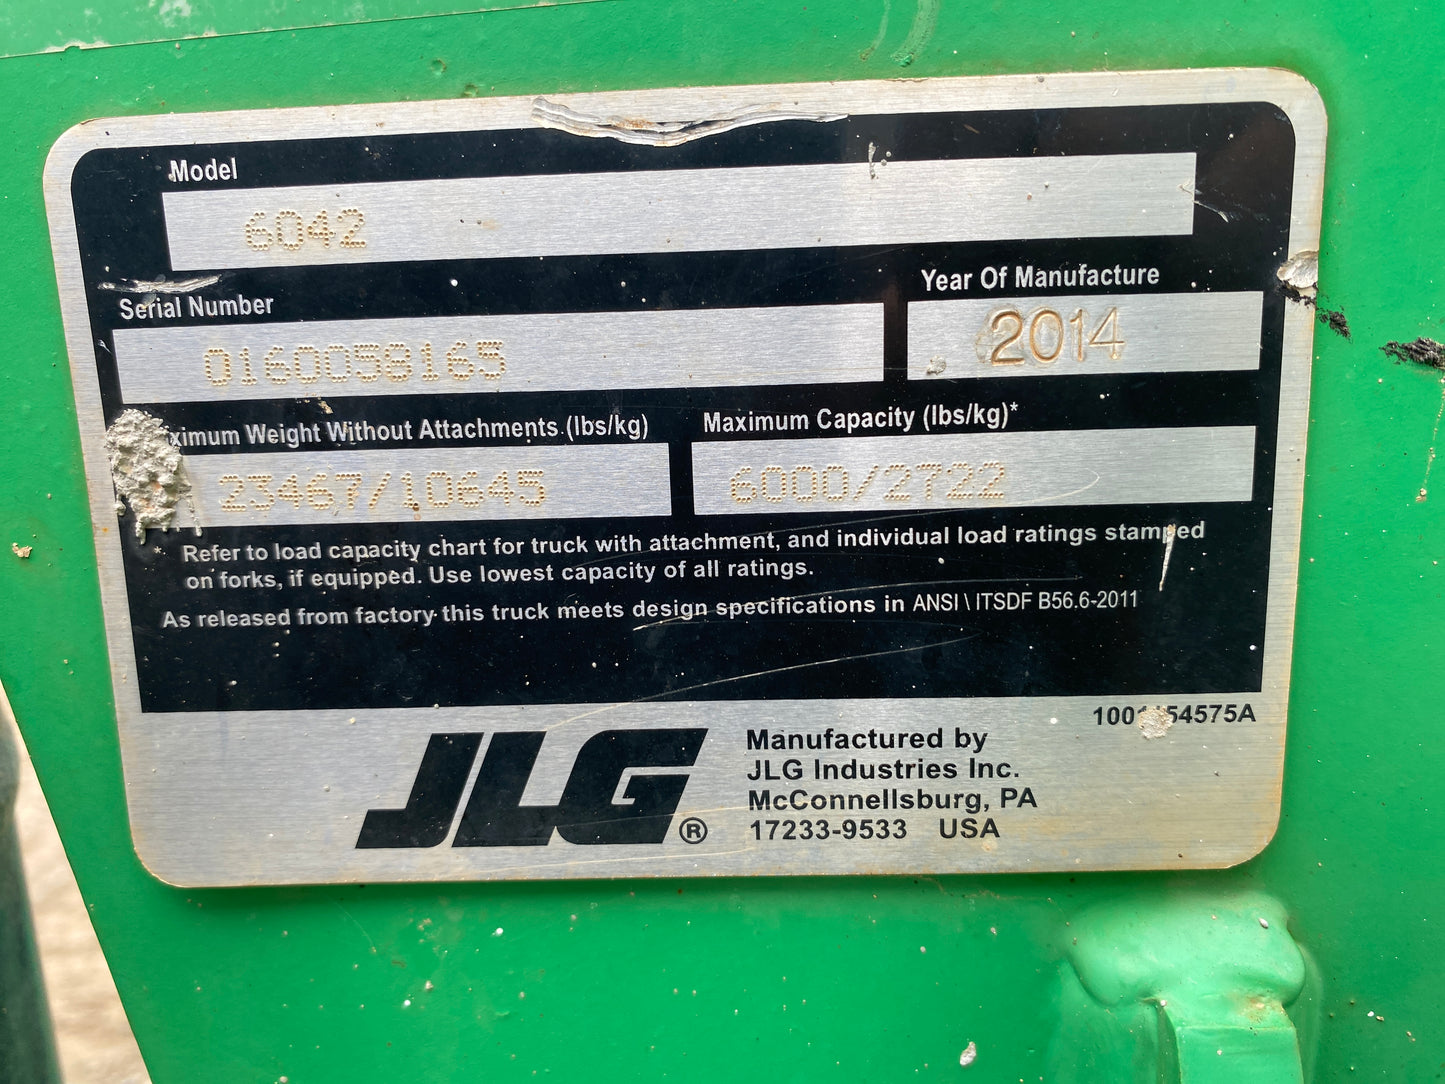 Model
6042
Serial Number
Year Of Manufacture
0160058165
2014
ximum Weight Without Attachments (lbs/kg)
Maximum Capacity (lbs/kg)*
23467/10645
6000/2722
* Refer to load capacity chart for truck with attachment, and individual load ratings stamped
on forks, if equipped. Use lowest capacity of all ratings.
As released from factory this truck meets design specifications in ANSI \ ITSDF B56.6-2011
JLG®
Manufactured by
JLG Industries Inc.
McConnellsburg, PA
17233-9533 USA